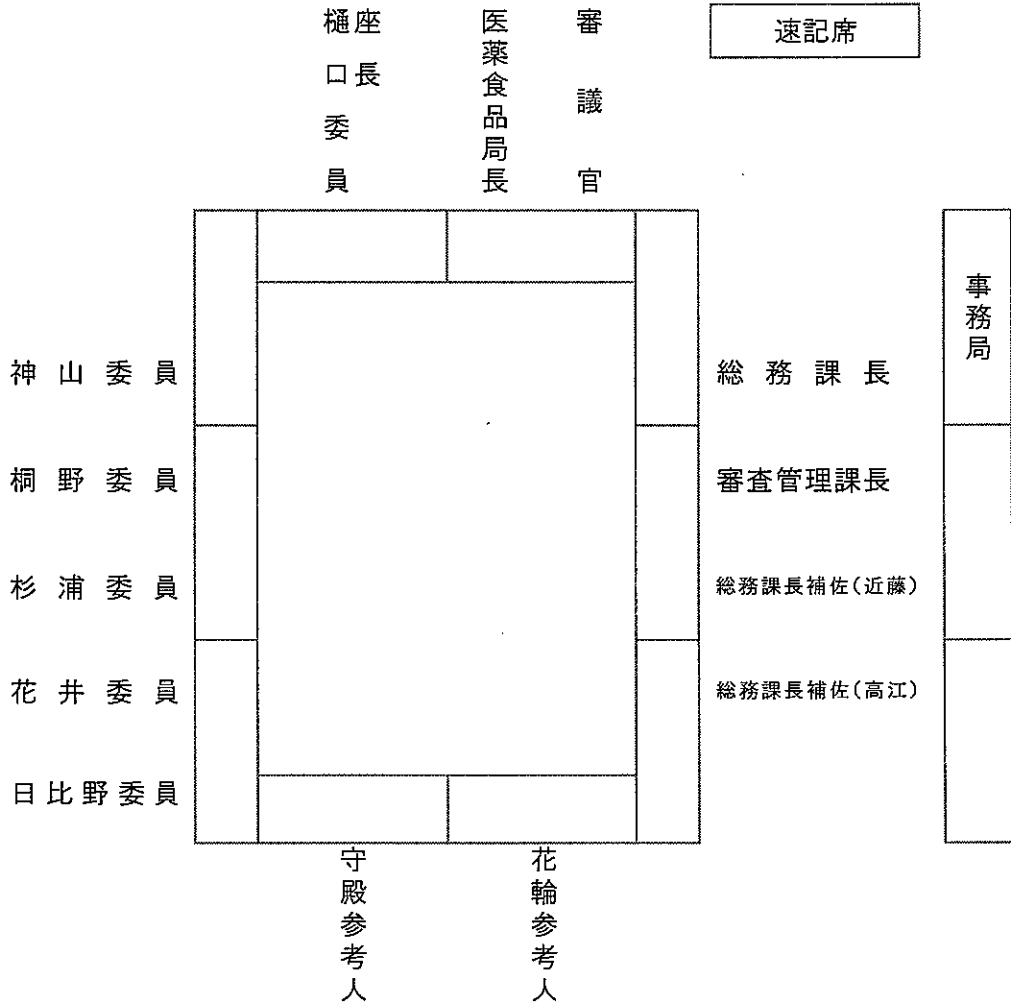 速記席
審議官
医薬食品局長
座長
樋口委員
事務局
神山委員
総務課長
桐野委員
審査管理課長
杉浦委員
総務課長補佐(近藤)
花井委員
総務課長補佐(高江)
日比野委員
花輪参考人
守殿参考人